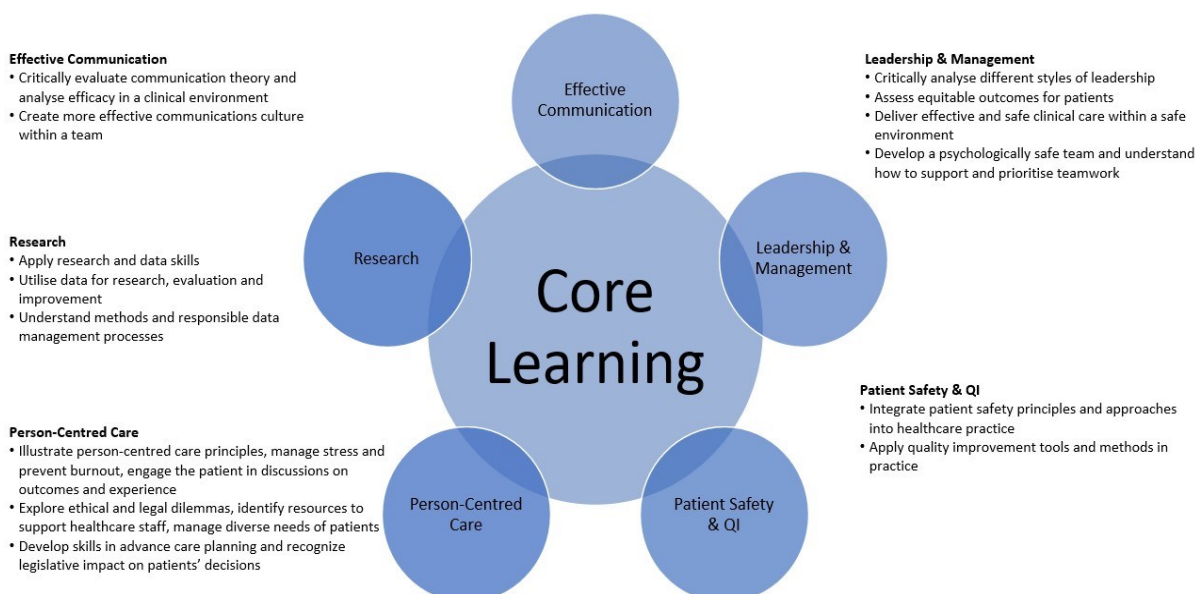 Effective Communication
• Critically evaluate communication theory and
analyse efficacy in a clinical environment
• Create more effective communications culture
within a team
Research
• Apply research and data skills
• Utilise data for research, evaluation and
improvement
• Understand methods and responsible data
management processes
Person-Centred Care
• Illustrate person-centred care principles, manage stress and
prevent burnout, engage the patient in discussions on
outcomes and experience
• Explore ethical and legal dilemmas, identify resources to
support healthcare staff, manage diverse needs of patients
• Develop skills in advance care planning and recognize
legislative impact on patients’ decisions
Effective
Communication
Research
Leadership &
Management
Core
Learning
Person-Centred
Care
Patient Safety
& QI
Leadership & Management
• Critically analyse different styles of leadership
• Assess equitable outcomes for patients
• Deliver effective and safe clinical care within a safe
environment
• Develop a psychologically safe team and understand
how to support and prioritise teamwork
Patient Safety & QI
• Integrate patient safety principles and approaches
into healthcare practice
• Apply quality improvement tools and methods in
practice